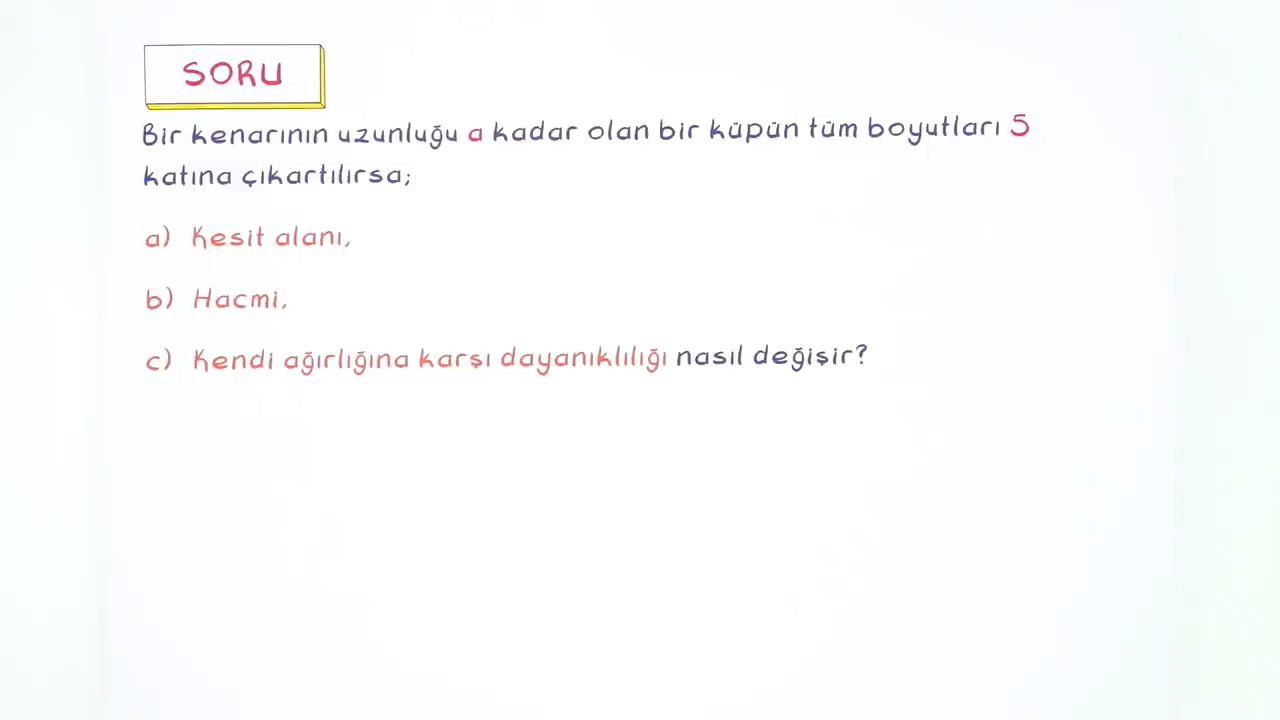 SORU
Bir kenarının uzunluğu a kadar olan bir küpün tüm boyutları 5
katına çıkartılırsa;
a) Kesit alanı,
b) Hacmi,
c) Kendi ağırlığına karşı dayanıklılığı nasıl değişir?